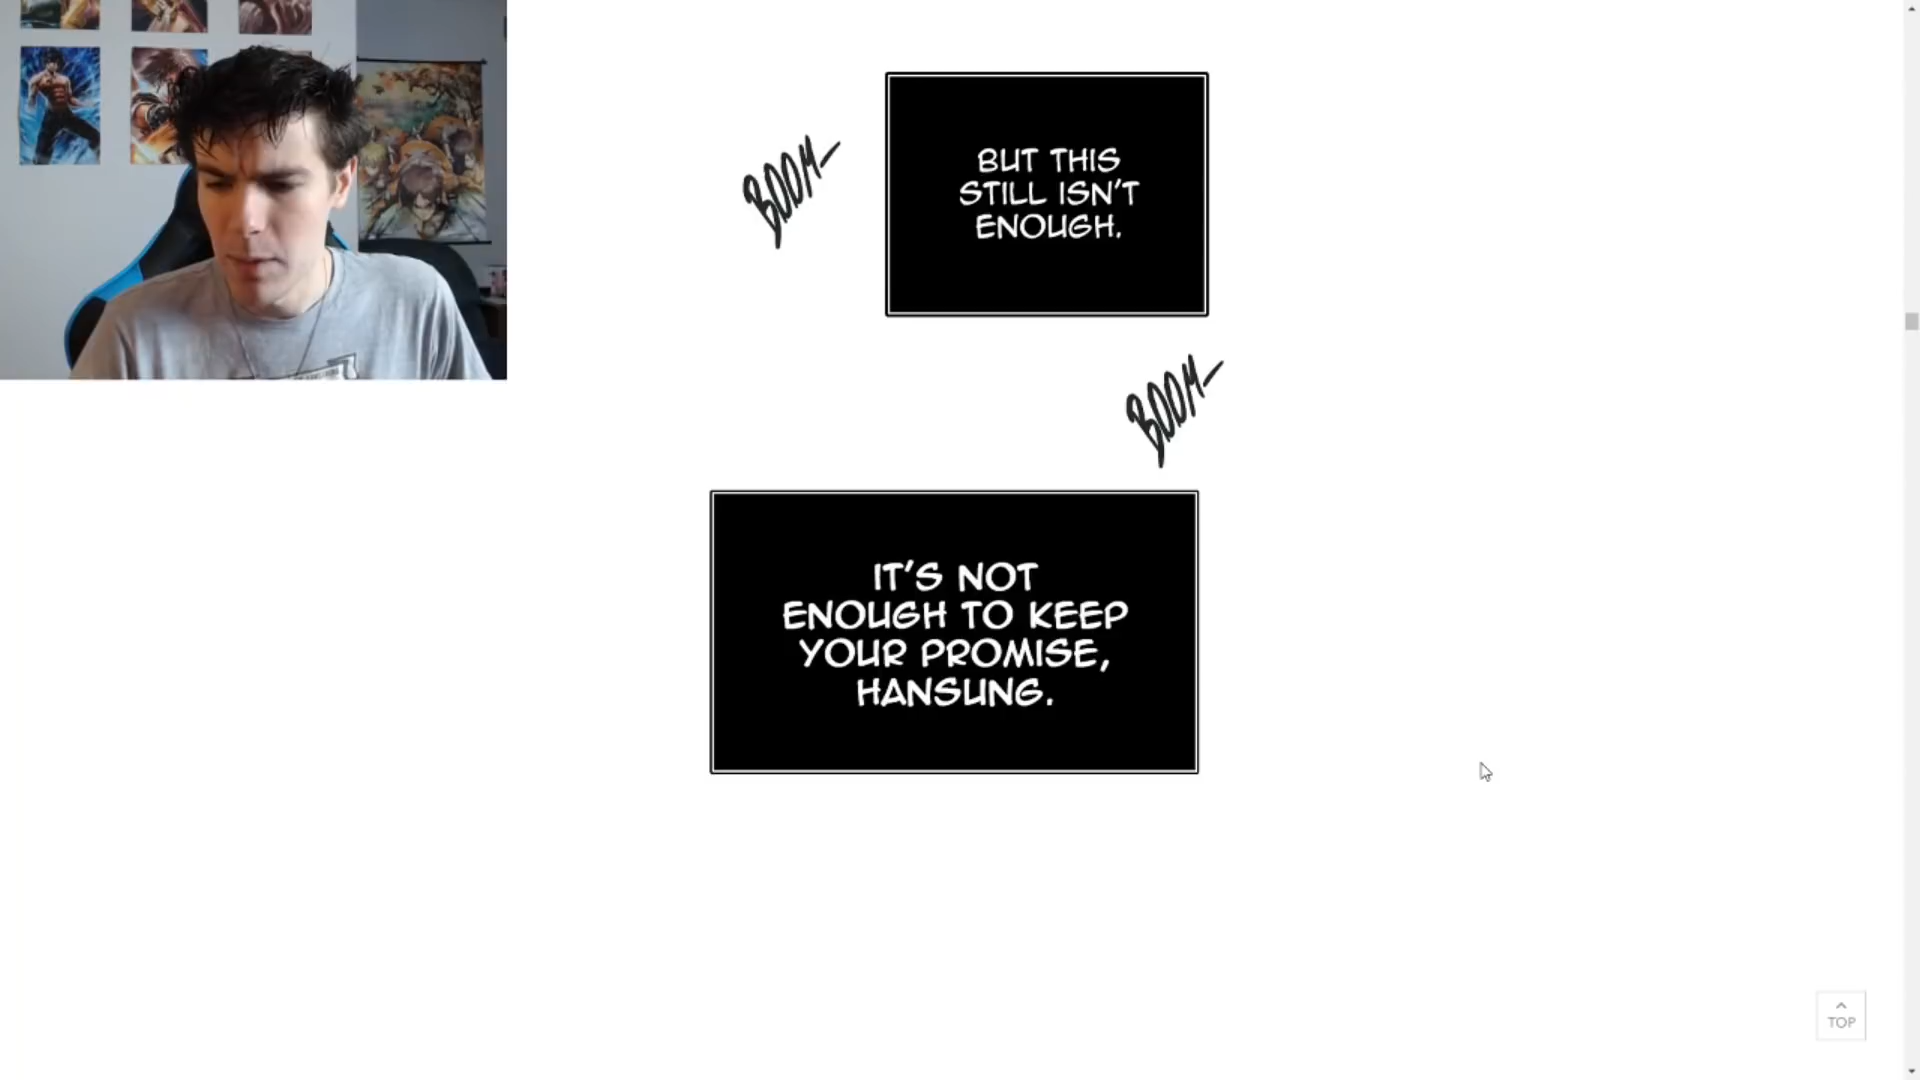 BOOM-
BUT THIS
STILL ISN'T
ENOUGH.
BOOM-
IT'S NOT
ENOUGH TO KEEP
YOUR PROMISE,
HANSUNG.
TOP